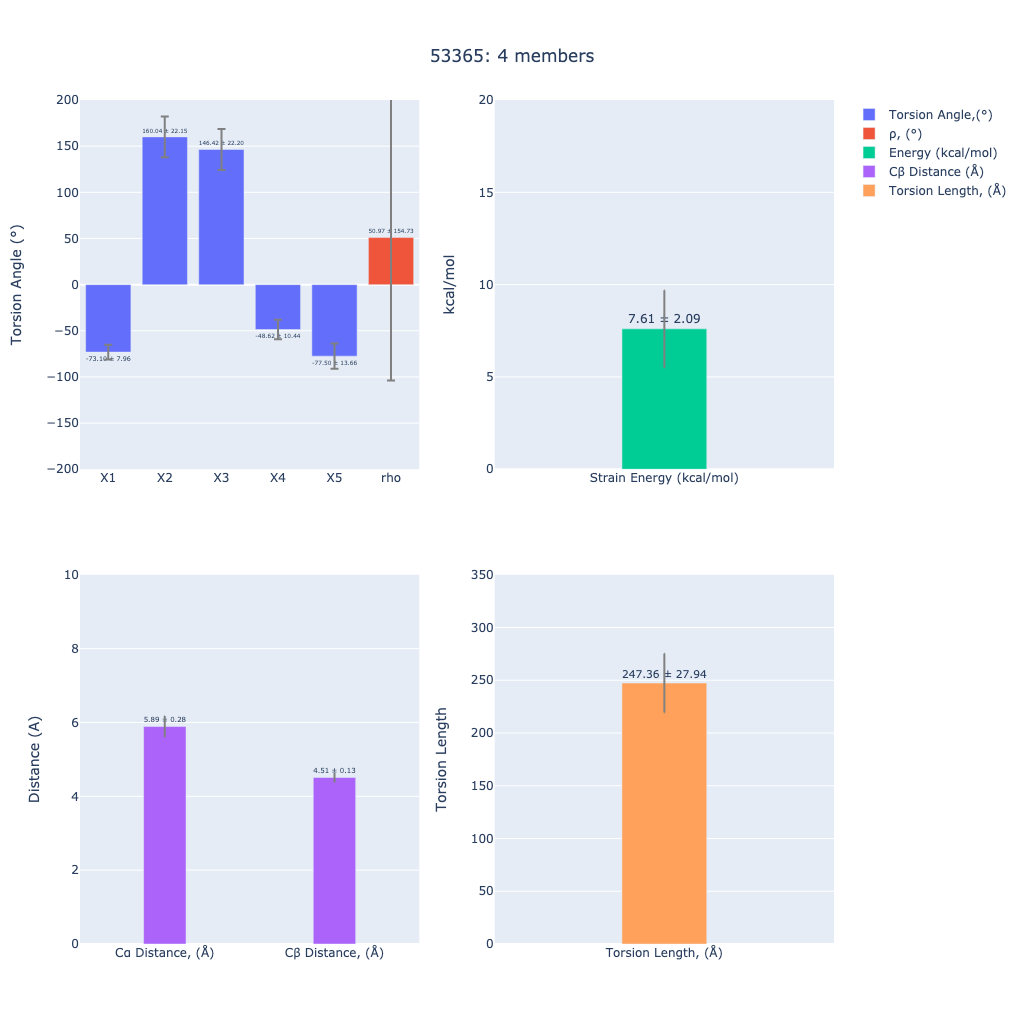 53365: 4 members
Torsion Angle (°)
200
150
100
50
0
−50
−100
−150
−200
160.04 ± 22.15
146.42 ± 22.20
50.97 ± 154.73
-73.10 ± 7.96
-48.62 ± 10.44
-77.50 ± 13.66
X1
X2
X3
X4
X5
rho
kcal/mol
20
15
10
5
0
7.61 ± 2.09
Strain Energy (kcal/mol)
Torsion Angle,(°)
ρ, (°)
Energy (kcal/mol)
Cβ Distance (Å)
Torsion Length, (Å)
Distance (A)
10
8
6
4
2
0
5.89 ± 0.28
4.51 ± 0.13
Cα Distance, (Å)
Cβ Distance, (Å)
Torsion Length
350
300
250
200
150
100
50
0
247.36 ± 27.94
Torsion Length, (Å)